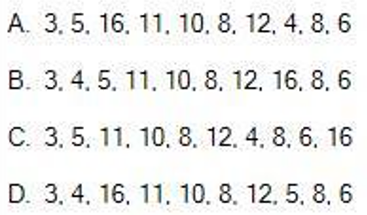 A. 3, 5, 16, 11, 10, 8, 12, 4, 8, 6
B. 3, 4, 5, 11, 10, 8, 12, 16, 8, 6
C. 3, 5, 11, 10, 8, 12, 4, 8, 6, 16
D. 3, 4, 16, 11, 10, 8, 12, 5, 8, 6